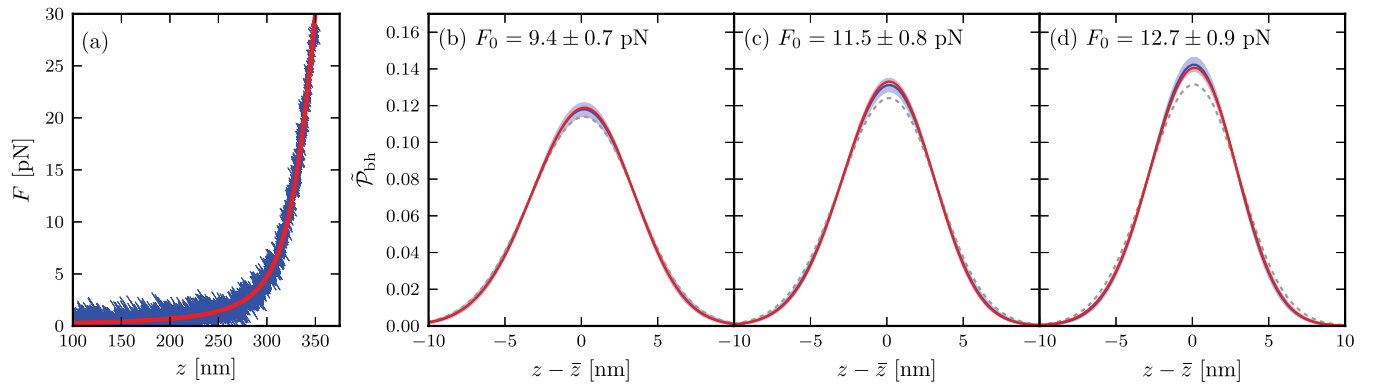 (a)
30
25
20
15
10
5
0
F [pN]
100 150 200 250 300 350
z [nm]
(b) F₀ = 9.4 ± 0.7 pN
(c) F₀ = 11.5 ± 0.8 pN
(d) F₀ = 12.7 ± 0.9 pN
0.16
0.14
0.12
0.10
0.08
0.06
0.04
0.02
0.00
P̃bh
−10 −5 0 5 −10 −5 0 5 −10 −5 0 5 10
z − z̄ [nm]
z − z̄ [nm]
z − z̄ [nm]